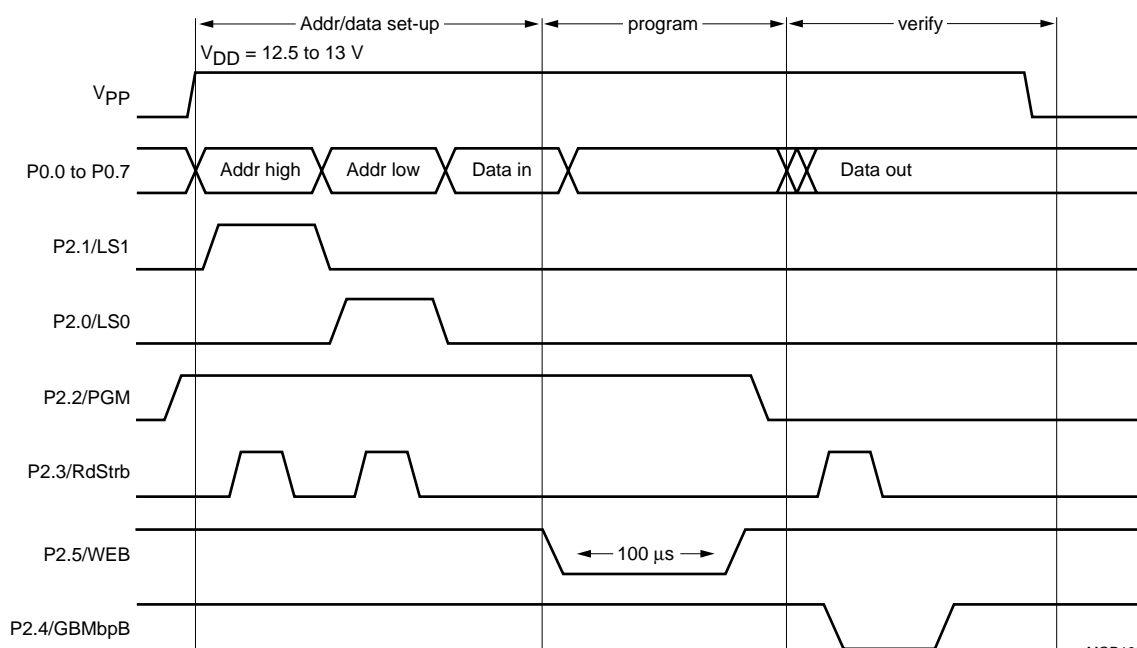 Addr/data set-up program verify
VDD = 12.5 to 13 V
VPP
P0.0 to P0.7 Addr high Addr low Data in Data out
P2.1/LS1
P2.0/LS0
P2.2/PGM
P2.3/RdStrb
P2.5/WEB 100 μs
P2.4/GBMbpB